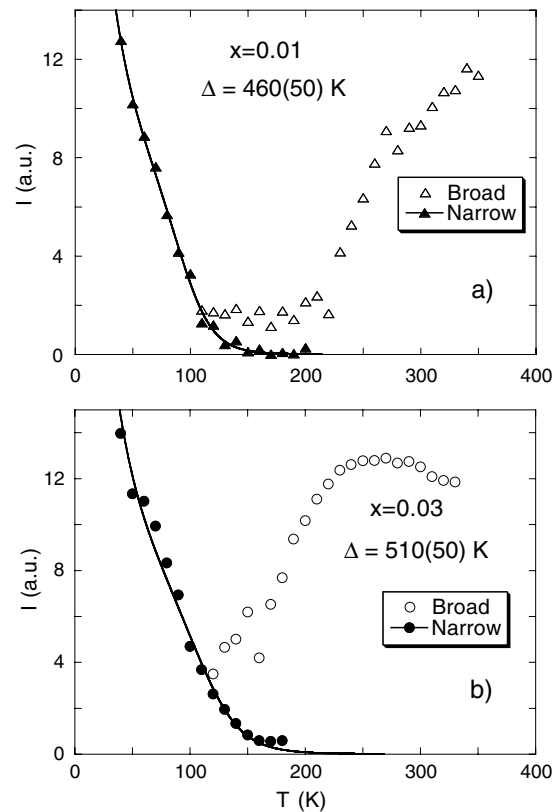 12
8
4
0
I (a.u.)
x=0.01
Δ = 460(50) K
Broad
Narrow
a)
0 100 200 300 400
12
8
4
0
I (a.u.)
x=0.03
Δ = 510(50) K
Broad
Narrow
b)
0 100 200 300 400
T (K)